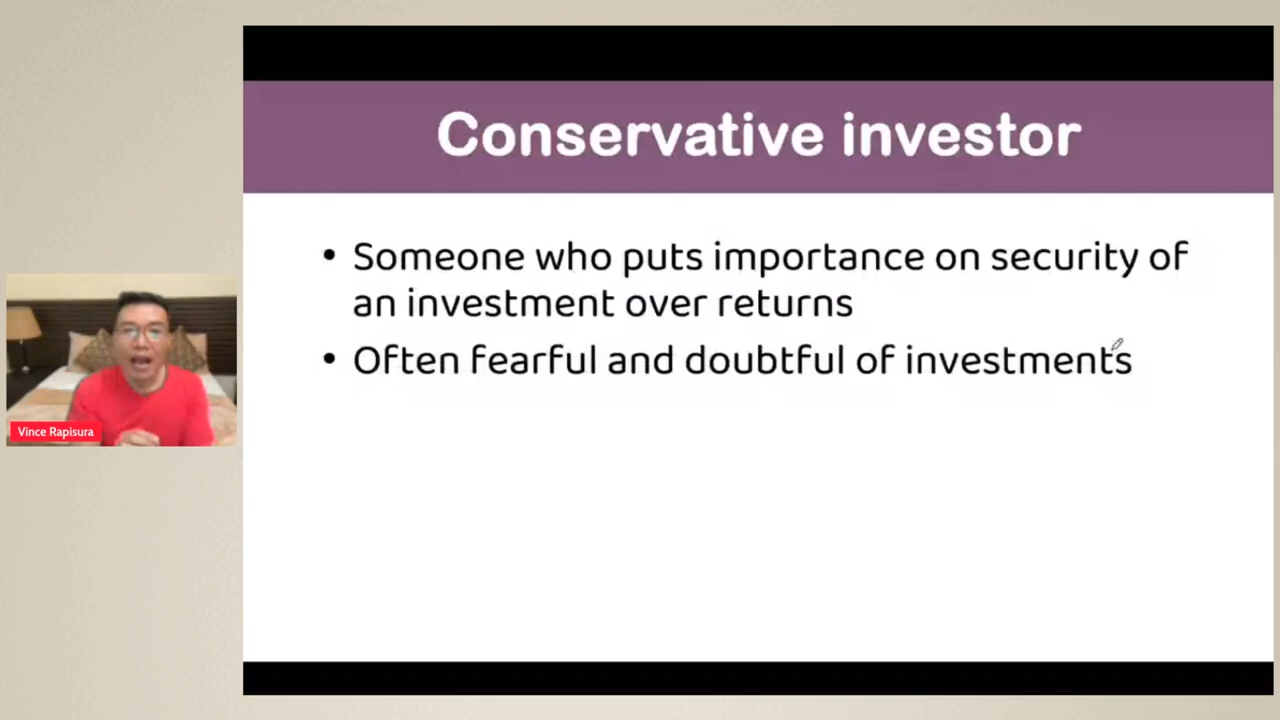 Conservative investor
• Someone who puts importance on security of
an investment over returns
• Often fearful and doubtful of investments
Vince Rapisura